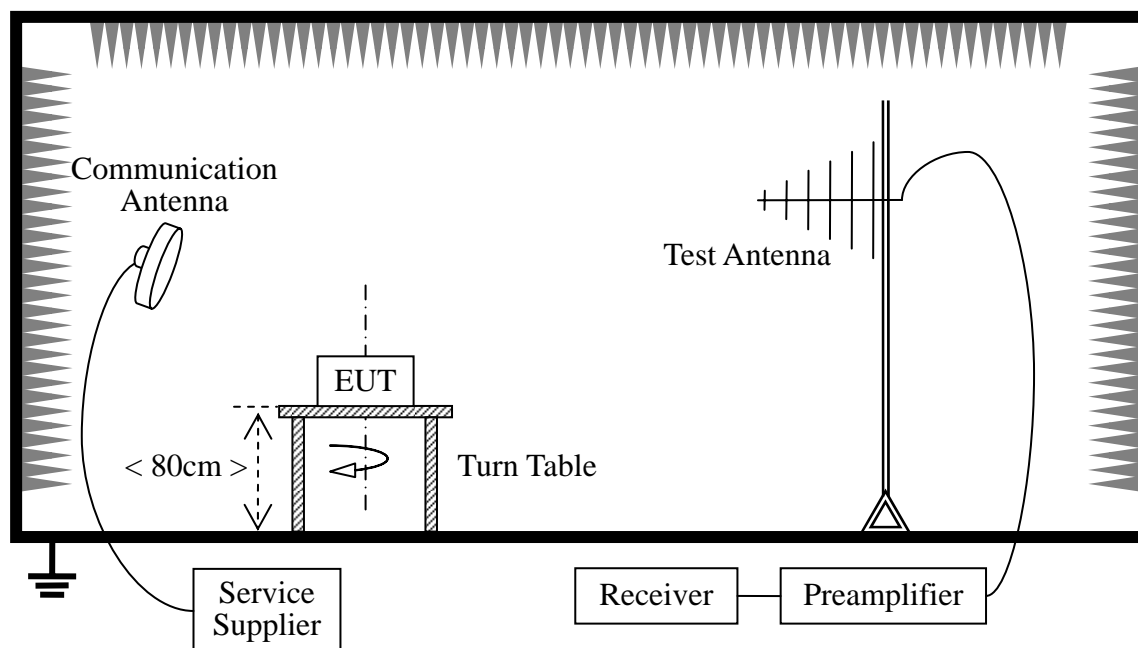 Communication
Antenna
Test Antenna
EUT
< 80cm >
Turn Table
Service
Supplier
Receiver
Preamplifier